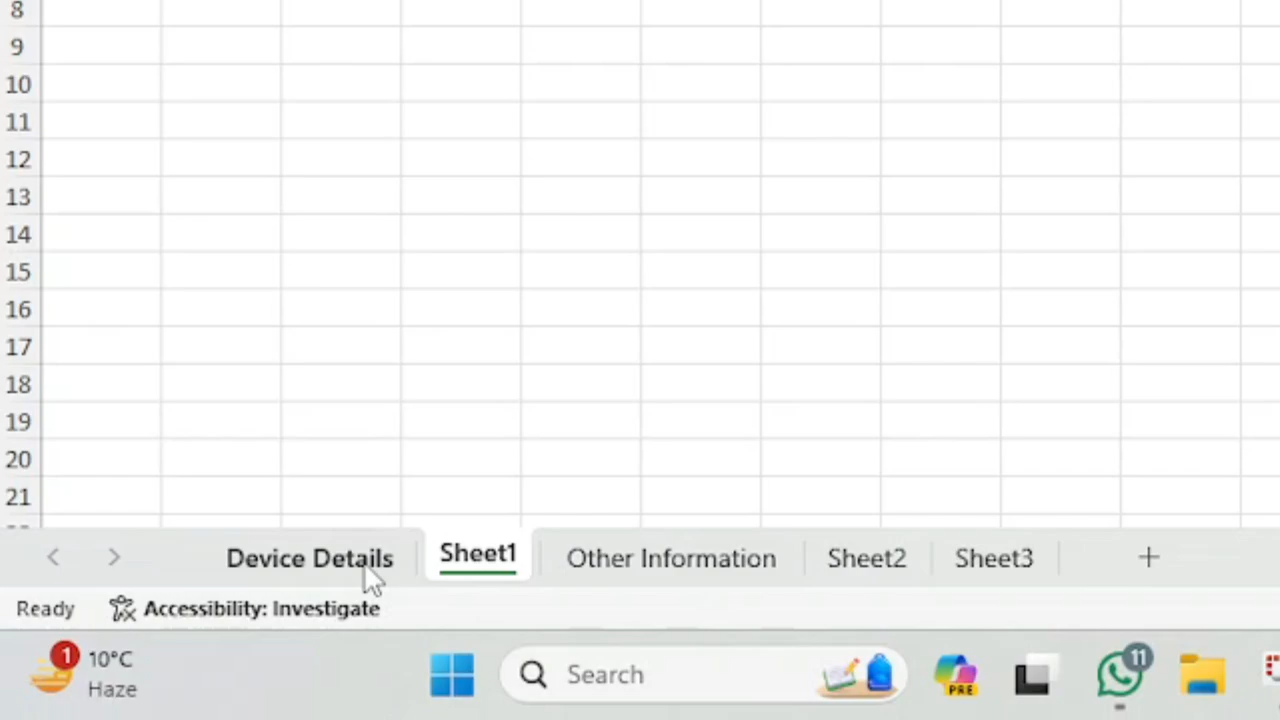 8
9
10
11
12
13
14
15
16
17
18
19
20
21
Device Details Sheet1 Other Information Sheet2 Sheet3
Ready Accessibility: Investigate
1 10°C
Haze
Search
PRE
11